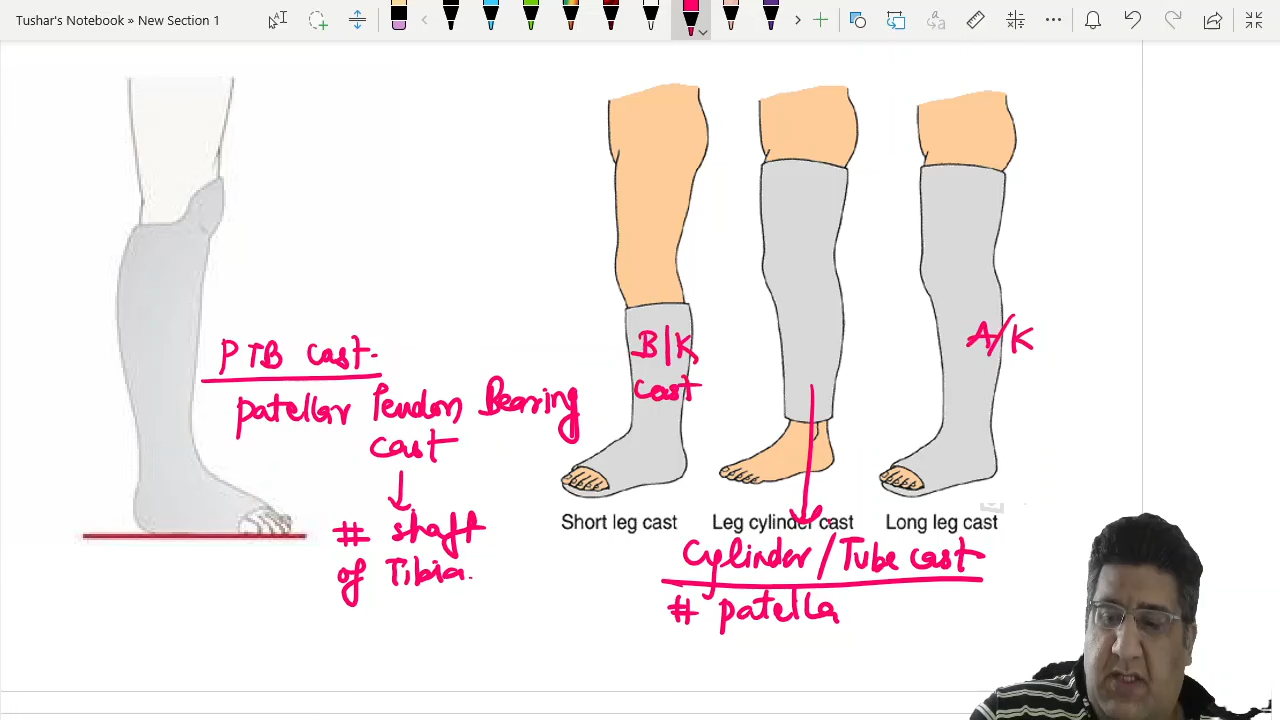 Tushar's Notebook » New Section 1
PTB cast.
patellar Tendon Bearing
cast
# shaft
of Tibia.
B/K
cast
A/K
Short leg cast
Leg cylinder cast
Long leg cast
Cylinder/Tube cast
# patella